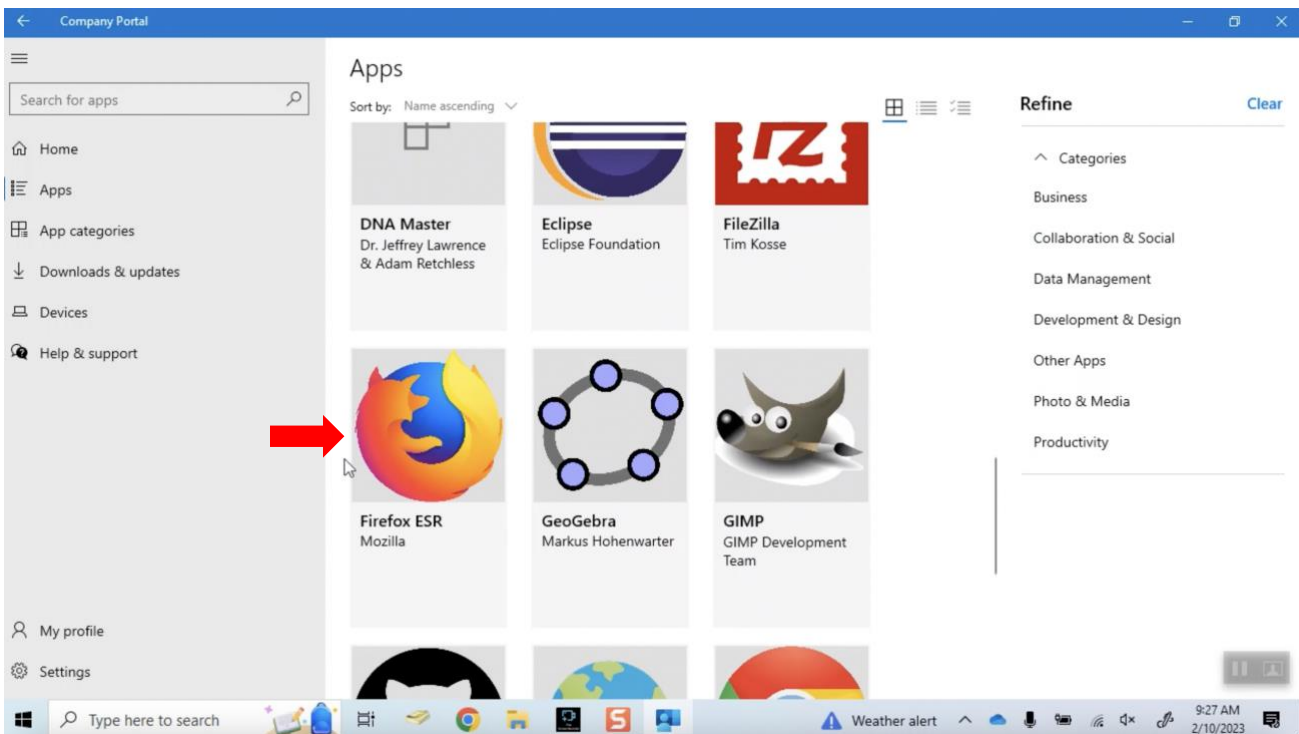 Company Portal
Search for apps
Home
Apps
App categories
Downloads & updates
Devices
Help & support
My profile
Settings
Apps
Sort by: Name ascending
DNA Master
Dr. Jeffrey Lawrence
& Adam Retchless
Eclipse
Eclipse Foundation
FileZilla
Tim Kosse
Firefox ESR
Mozilla
GeoGebra
Markus Hohenwarter
GIMP
GIMP Development
Team
Refine
Clear
Categories
Business
Collaboration & Social
Data Management
Development & Design
Other Apps
Photo & Media
Productivity
Type here to search
S
Weather alert
9:27 AM
2/10/2023